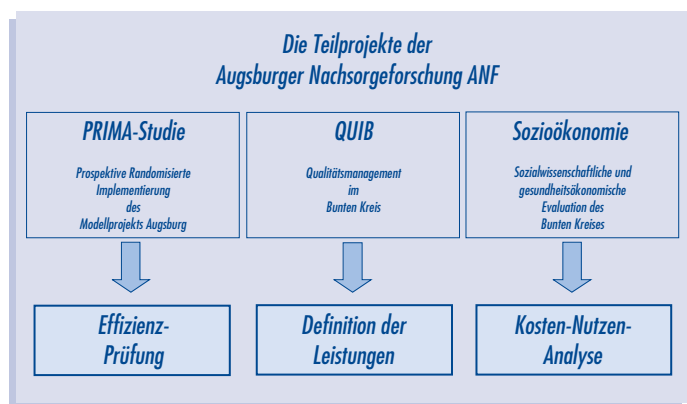 Die Teilprojekte der
Augsburger Nachsorgeforschung ANF
PRIMA-Studie
Prospektive Randomisierte
Implementierung
des
Modellprojekts Augsburg
QUIB
Qualitätsmanagement
im
Bunten Kreis
Sozioökonomie
Sozialwissenschaftliche und
gesundheitsökonomische
Evaluation des
Bunten Kreises
Effizienz-
Prüfung
Definition der
Leistungen
Kosten-Nutzen-
Analyse